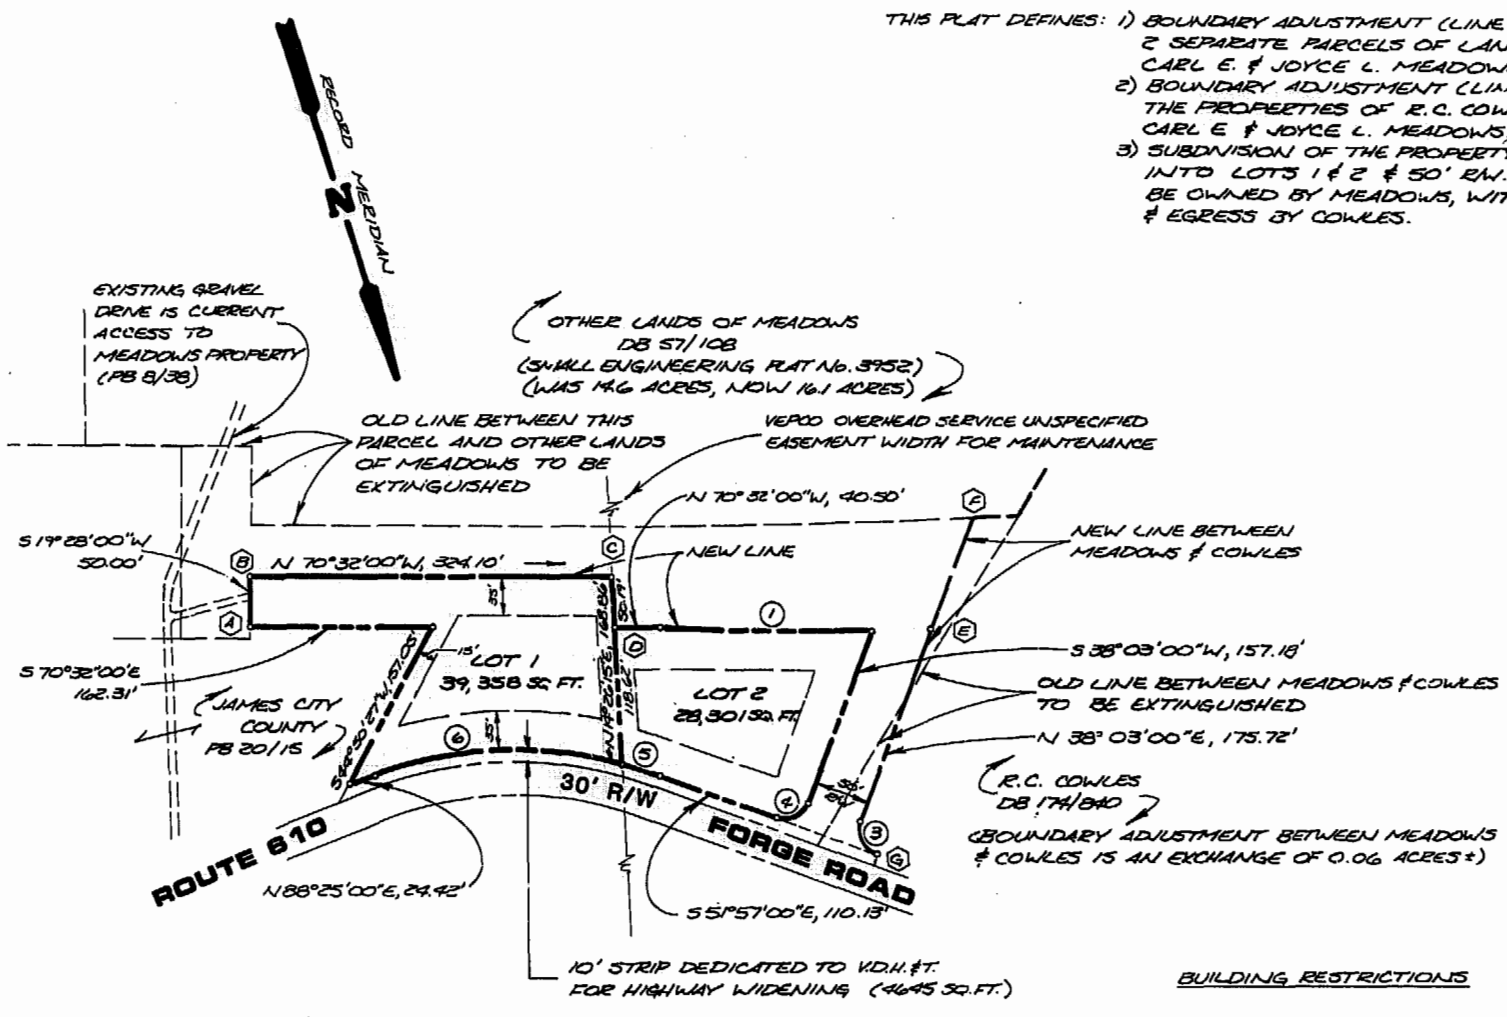 THIS PLAT DEFINES: 1) BOUNDARY ADJUSTMENT (LINE
2 SEPARATE PARCELS OF LAN
CARL E. & JOYCE L. MEADOW
2) BOUNDARY ADJUSTMENT (LIN
THE PROPERTIES OF R.C. COW
CARL E & JOYCE L. MEADOWS,
3) SUBDIVISION OF THE PROPERTY
INTO LOTS 1 & 2 & 50' R/W.
BE OWNED BY MEADOWS, WIT
& EGRESS BY COWLES.
RECORD MERIDIAN
N
EXISTING GRAVEL
DRIVE IS CURRENT
ACCESS TO
MEADOWS PROPERTY
(PB 8/38)
OTHER LANDS OF MEADOWS
DB 57/108
(SMALL ENGINEERING PLAT No. 3952)
(WAS 14.6 ACRES, NOW 16.1 ACRES)
OLD LINE BETWEEN THIS
PARCEL AND OTHER LANDS
OF MEADOWS TO BE
EXTINGUISHED
VEPCO OVERHEAD SERVICE UNSPECIFIED
EASEMENT WIDTH FOR MAINTENANCE
N 70°32'00"W, 40.50'
F
S 19°28'00"W
50.00'
B
N 70°32'00"W, 324.10'
C
NEW LINE
NEW LINE BETWEEN
MEADOWS & COWLES
35'
168.86'
50.19'
A
1
D
E
S 70°32'00"E
162.31'
15'
LOT 1
39,358 SQ. FT.
118.62'
LOT 2
28,301 SQ. FT.
S 38°03'00"W, 157.18'
OLD LINE BETWEEN MEADOWS & COWLES
TO BE EXTINGUISHED
JAMES CITY
COUNTY
PB 20/15
35'
6
5
N 38°03'00"E, 175.72'
R.C. COWLES
DB 174/840
4
3
G
(BOUNDARY ADJUSTMENT BETWEEN MEADOWS
& COWLES IS AN EXCHANGE OF 0.06 ACRES±)
30' R/W
ROUTE 610
FORGE ROAD
N 88°25'00"E, 24.42'
S 51°57'00"E, 110.13'
10' STRIP DEDICATED TO V.D.H.&T.
FOR HIGHWAY WIDENING (4645 SQ.FT.)
BUILDING RESTRICTIONS